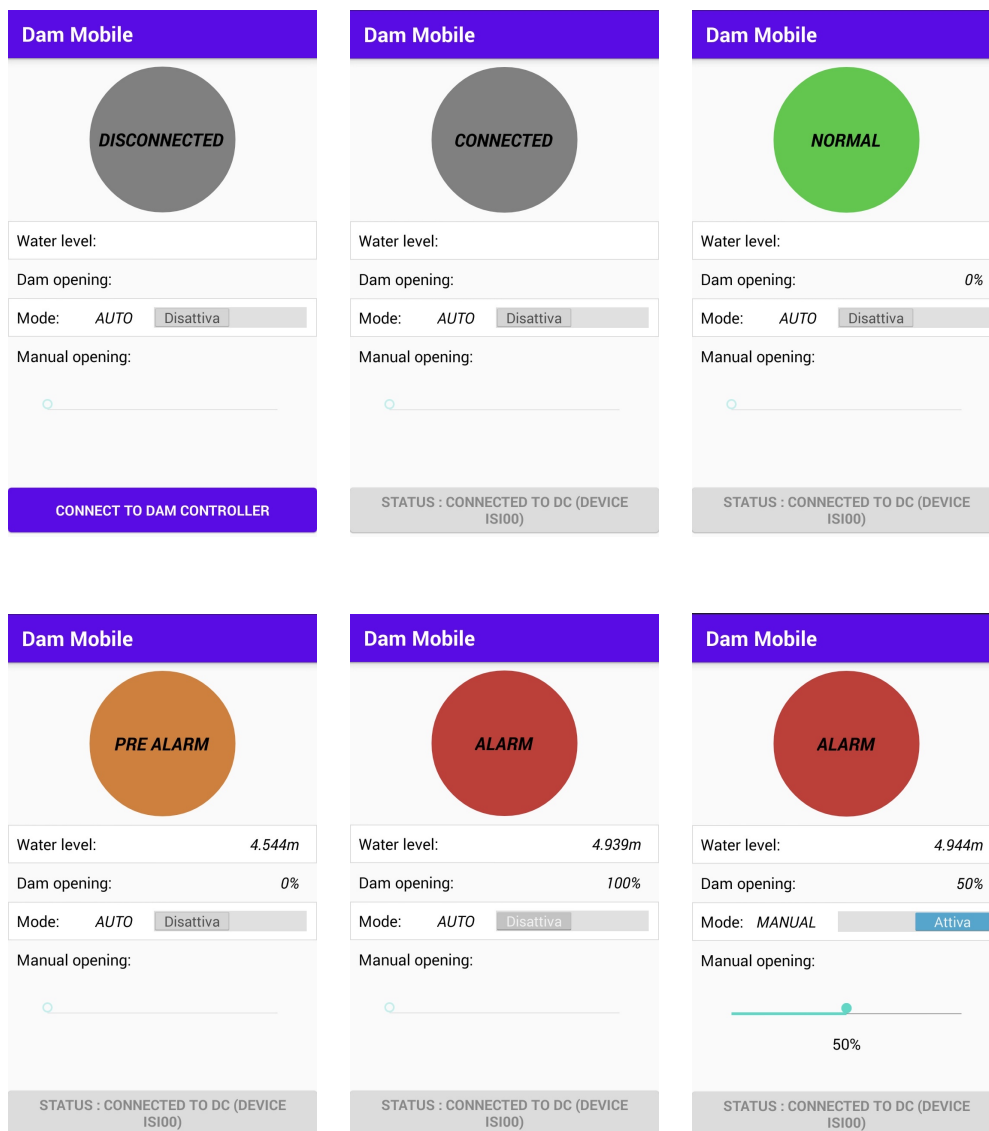 Dam Mobile
DISCONNECTED
Water level:
Dam opening:
Mode: AUTO Disattiva
Manual opening:
CONNECT TO DAM CONTROLLER
Dam Mobile
CONNECTED
Water level:
Dam opening:
Mode: AUTO Disattiva
Manual opening:
STATUS : CONNECTED TO DC (DEVICE
ISI00)
Dam Mobile
NORMAL
Water level:
Dam opening: 0%
Mode: AUTO Disattiva
Manual opening:
STATUS : CONNECTED TO DC (DEVICE
ISI00)
Dam Mobile
PRE ALARM
Water level: 4.544m
Dam opening: 0%
Mode: AUTO Disattiva
Manual opening:
STATUS : CONNECTED TO DC (DEVICE
ISI00)
Dam Mobile
ALARM
Water level: 4.939m
Dam opening: 100%
Mode: AUTO Disattiva
Manual opening:
STATUS : CONNECTED TO DC (DEVICE
ISI00)
Dam Mobile
ALARM
Water level: 4.944m
Dam opening: 50%
Mode: MANUAL Attiva
Manual opening:
50%
STATUS : CONNECTED TO DC (DEVICE
ISI00)